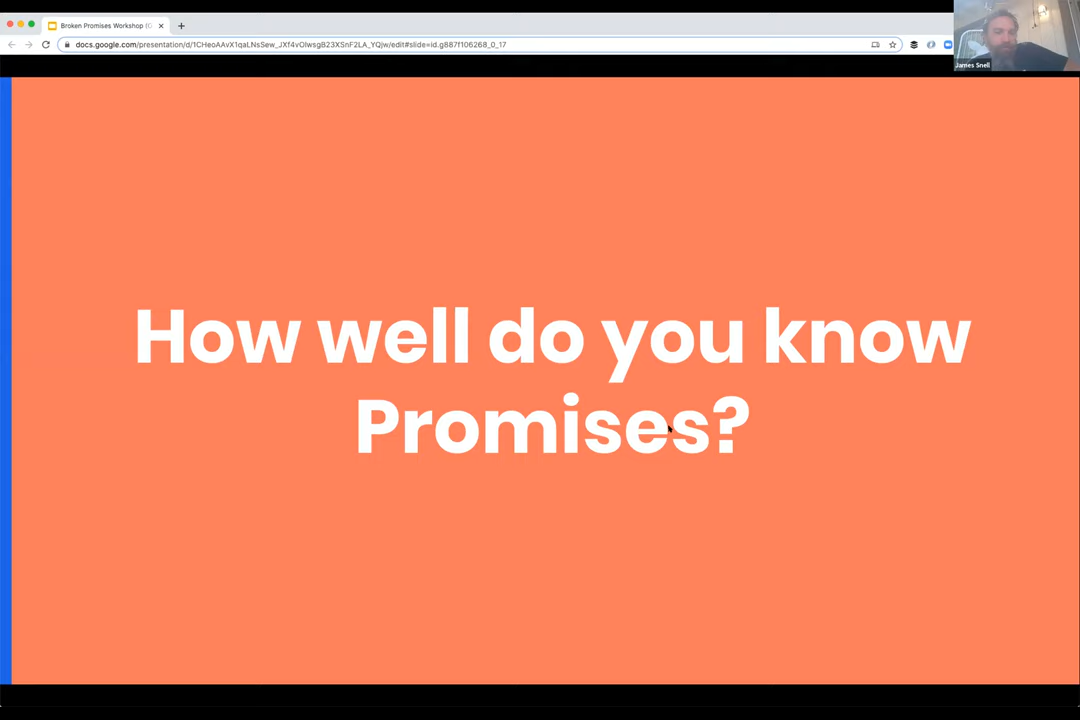 Broken Promises Workshop (
docs.google.com/presentation/d/1CHeoAAvX1qaLNsSew_JXf4vOlwsgB23XSnF2LA_YQjw/edit#slide=id.g887f106268_0_17
James Snell
How well do you know
Promises?